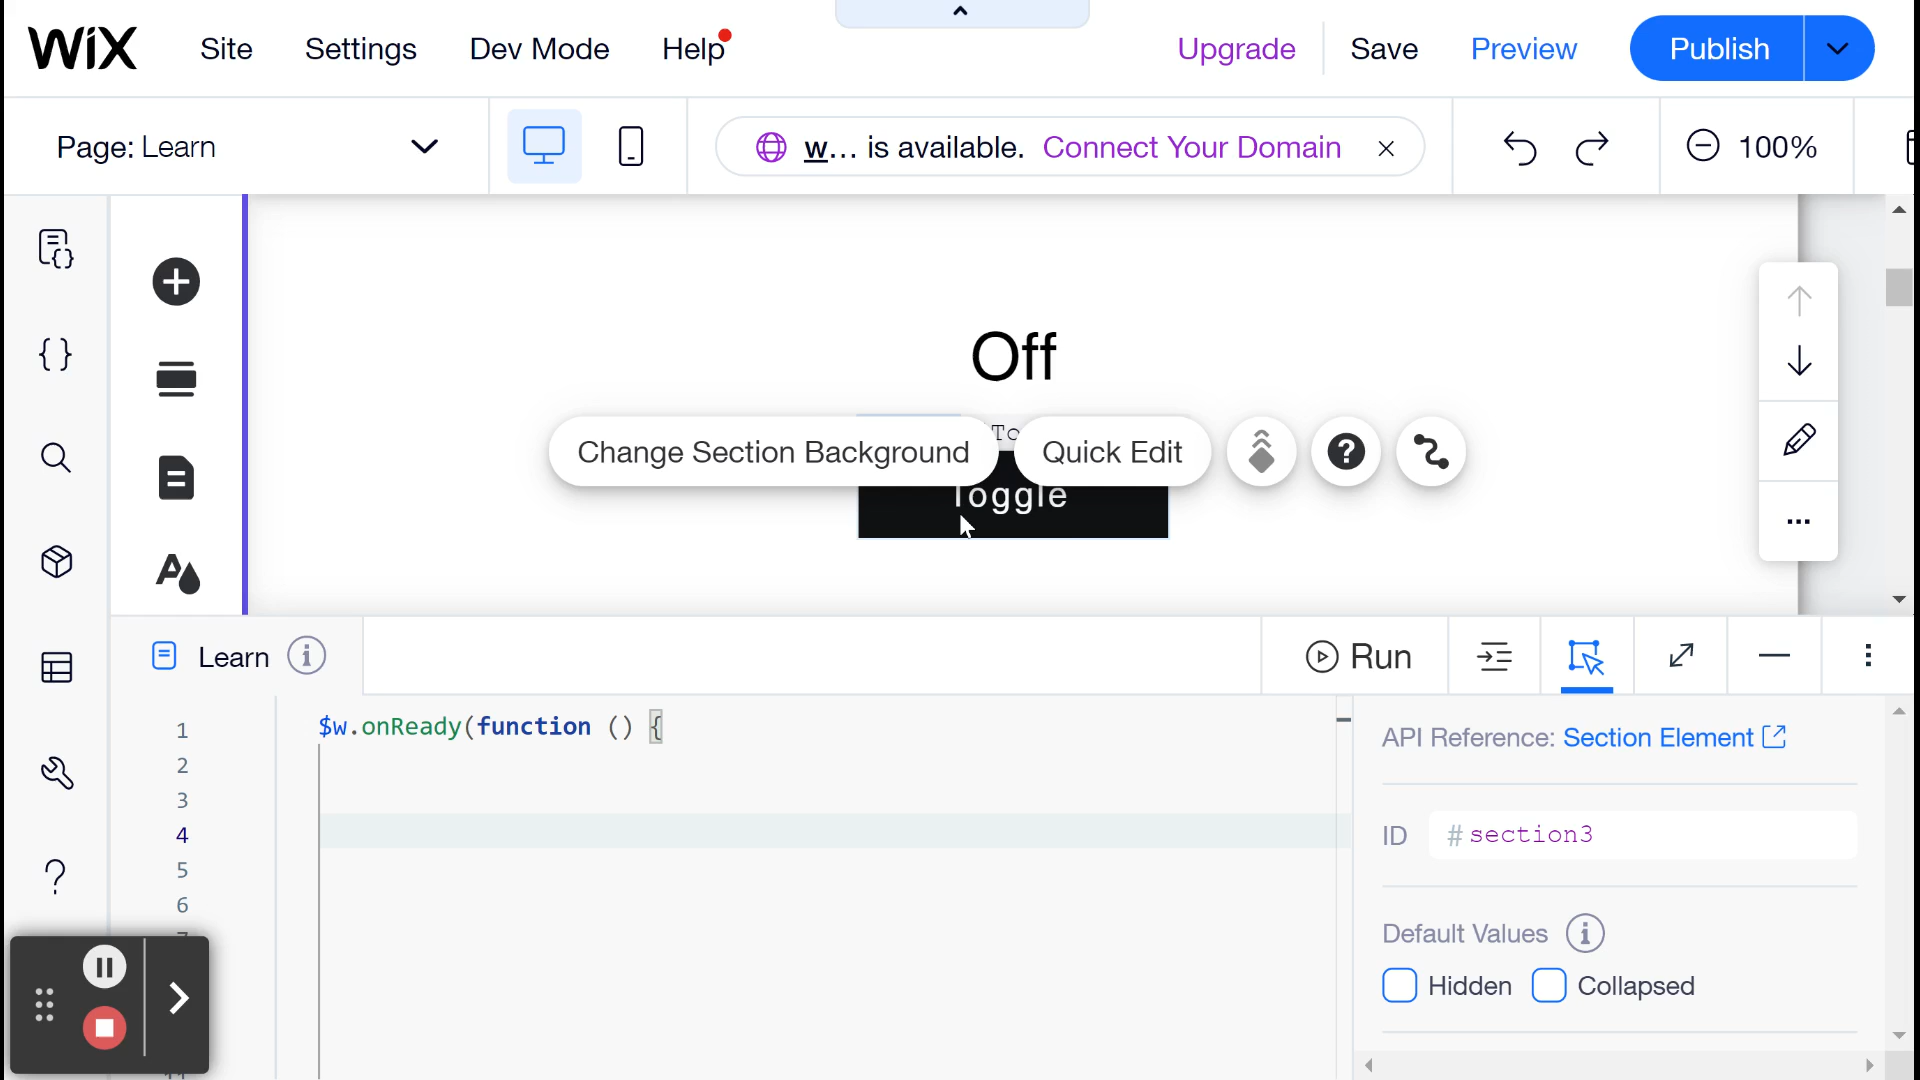 WiX
Site
Settings
Dev Mode
Help
Upgrade
Save
Preview
Publish
Page: Learn
w... is available. Connect Your Domain
100%
Off
Change Section Background
To
Quick Edit
Toggle
Learn
Run
1
2
3
4
5
6
$w.onReady(function () {
API Reference: Section Element
ID
#section3
Default Values
Hidden
Collapsed